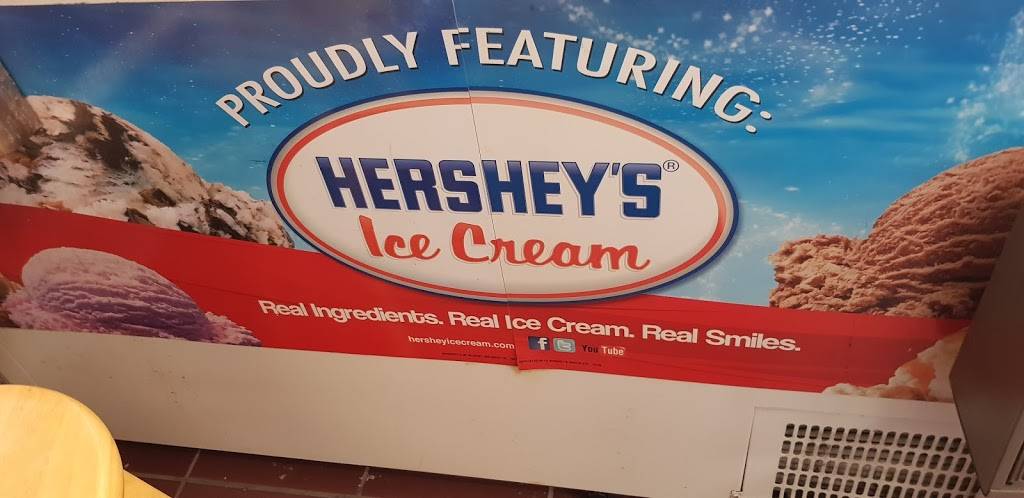 PROUDLY FEATURING:
HERSHEY'S®
Ice Cream
Real Ingredients. Real Ice Cream. Real Smiles.
hersheyicecream.com f t YouTube